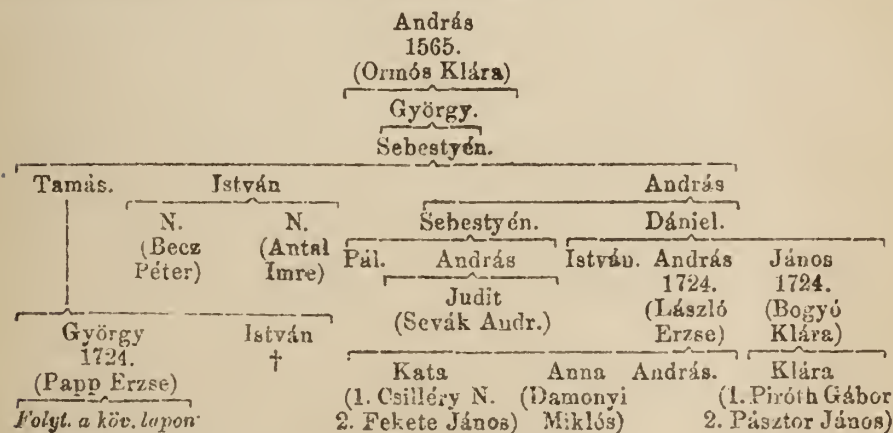 András
1565.
(Ormós Klára)
György.
Sebestyén.
Tamás. István András
N. N. Sebestyén. Dániel.
(Becz (Antal Pál. András István. András János
Péter) Imre) 1724. 1724.
Judit (László (Bogyó
(Sevák Andr.) Erzse) Klára)
György István
1724. †
(Papp Erzse) Kata Anna András. Klára
(1. Csilléry N. (Damonyi (1. Piróth Gábor
Folyt. a köv. lapon 2. Fekete János) Miklós) 2. Pásztor János)